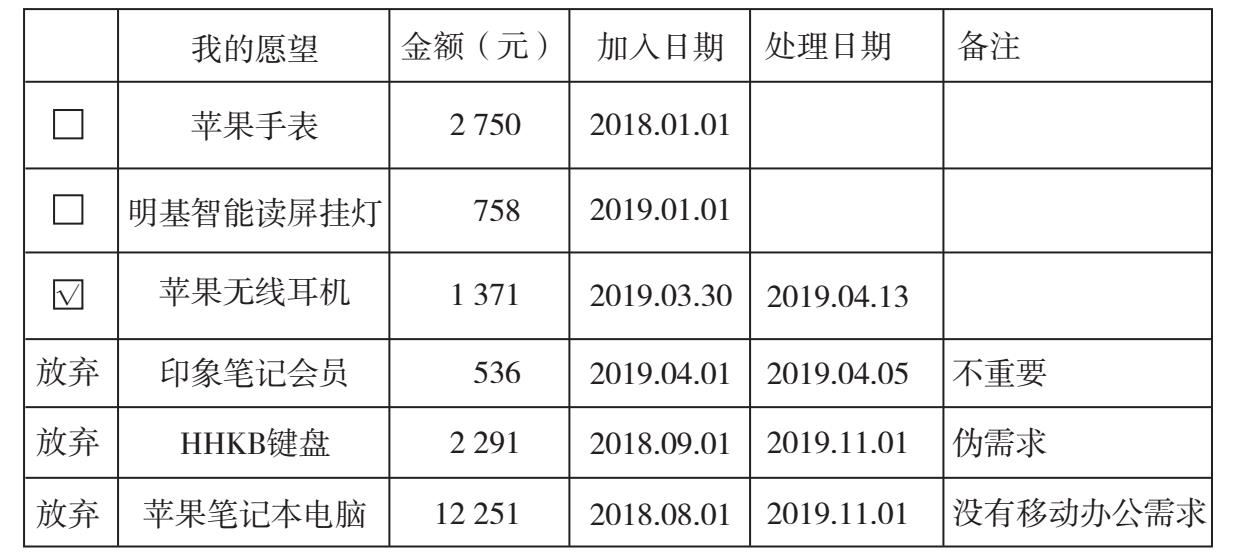 我的愿望 金额（元） 加入日期 处理日期 备注
□ 苹果手表 2 750 2018.01.01
□ 明基智能读屏挂灯 758 2019.01.01
☑ 苹果无线耳机 1 371 2019.03.30 2019.04.13
放弃 印象笔记会员 536 2019.04.01 2019.04.05 不重要
放弃 HHKB键盘 2 291 2018.09.01 2019.11.01 伪需求
放弃 苹果笔记本电脑 12 251 2018.08.01 2019.11.01 没有移动办公需求